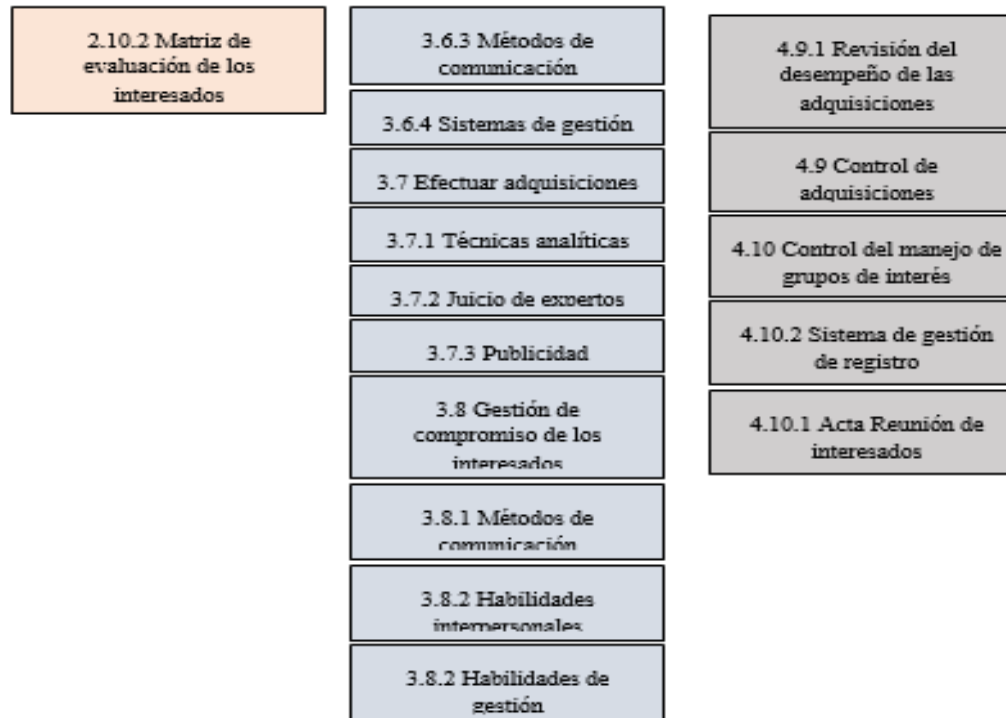 2.10.2 Matriz de
evaluación de los
interesados
3.6.3 Métodos de
comunicación
3.6.4 Sistemas de gestión
3.7 Efectuar adquisiciones
3.7.1 Técnicas analíticas
3.7.2 Juicio de expertos
3.7.3 Publicidad
3.8 Gestión de
compromiso de los
interesados
3.8.1 Métodos de
comunicación
3.8.2 Habilidades
interpersonales
3.8.2 Habilidades de
gestión
4.9.1 Revisión del
desempeño de las
adquisiciones
4.9 Control de
adquisiciones
4.10 Control del manejo de
grupos de interés
4.10.2 Sistema de gestión
de registro
4.10.1 Acta Reunión de
interesados